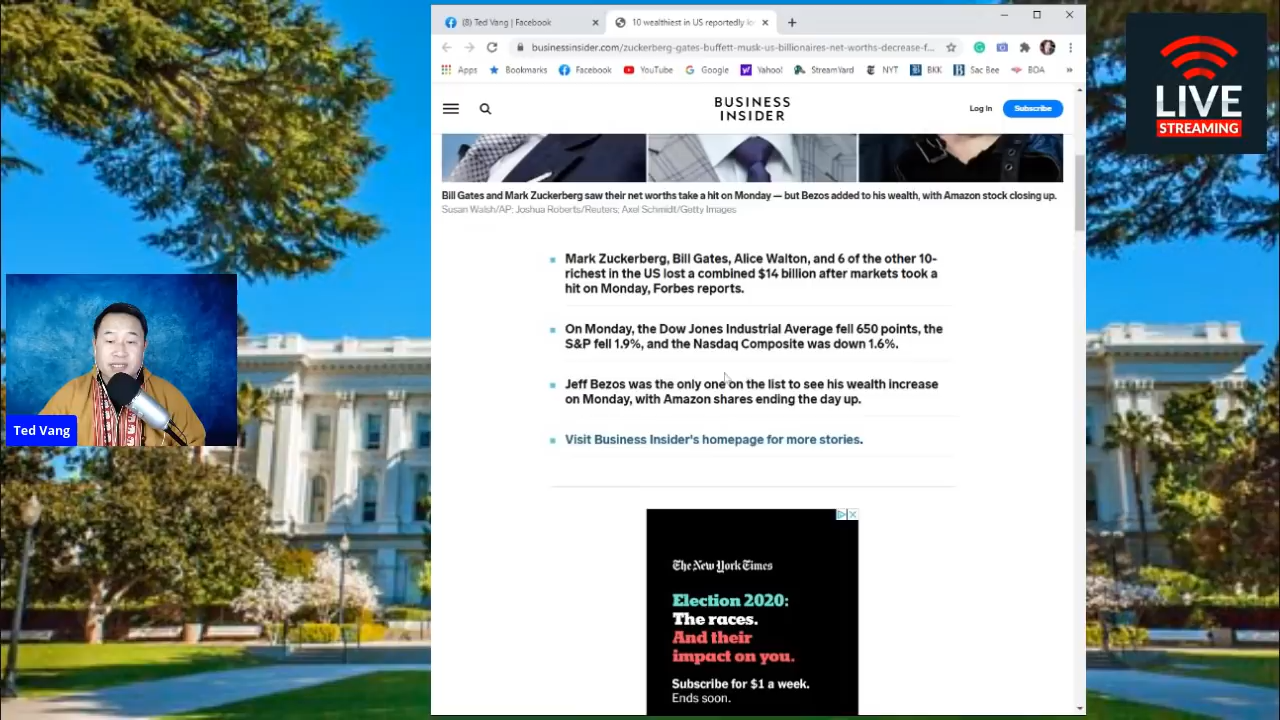 (8) Ted Vang | Facebook
10 wealthiest in US reportedly lo
businessinsider.com/zuckerberg-gates-buffett-musk-us-billionaires-net-worths-decrease-f...
Apps Bookmarks Facebook YouTube Google Yahoo! StreamYard NYT BKK Sac Bee BOA »
BUSINESS
INSIDER
Log In
Subscribe
LIVE
STREAMING
Bill Gates and Mark Zuckerberg saw their net worths take a hit on Monday — but Bezos added to his wealth, with Amazon stock closing up.
Susan Walsh/AP; Joshua Roberts/Reuters; Axel Schmidt/Getty Images
Mark Zuckerberg, Bill Gates, Alice Walton, and 6 of the other 10-
richest in the US lost a combined $14 billion after markets took a
hit on Monday, Forbes reports.
On Monday, the Dow Jones Industrial Average fell 650 points, the
S&P fell 1.9%, and the Nasdaq Composite was down 1.6%.
Jeff Bezos was the only one on the list to see his wealth increase
on Monday, with Amazon shares ending the day up.
Visit Business Insider's homepage for more stories.
Ted Vang
The New York Times
Election 2020:
The races.
And their
impact on you.
Subscribe for $1 a week.
Ends soon.